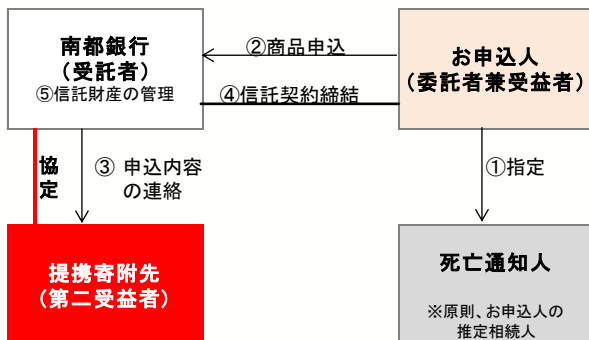 南都銀行
（受託者）
⑤信託財産の管理
②商品申込
④信託契約締結
お申込人
（委託者兼受益者）
協定
③ 申込内容
の連絡
①指定
提携寄附先
（第二受益者）
死亡通知人
※原則、お申込人の
推定相続人